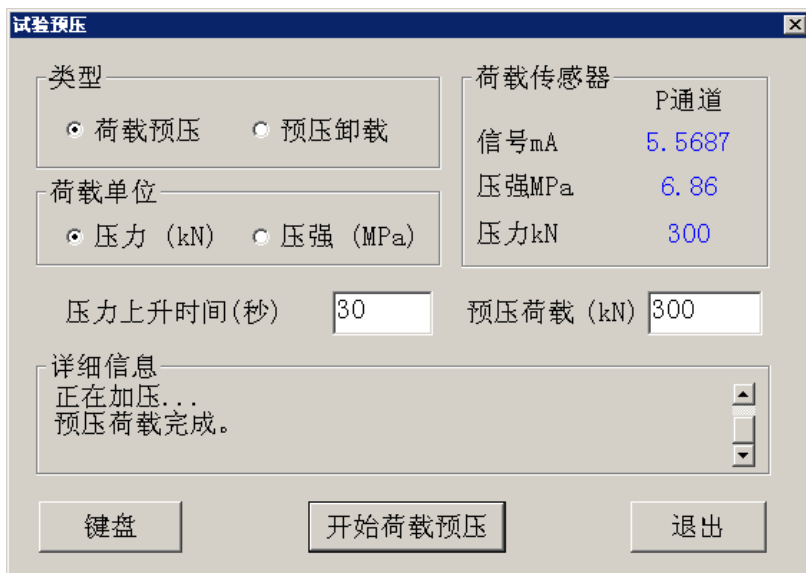 试验预压
类型
荷载预压 预压卸载
荷载单位
压力 (kN) 压强 (MPa)
荷载传感器
P通道
信号mA 5.5687
压强MPa 6.86
压力kN 300
压力上升时间(秒) 30 预压荷载 (kN) 300
详细信息
正在加压...
预压荷载完成。
键盘 开始荷载预压 退出